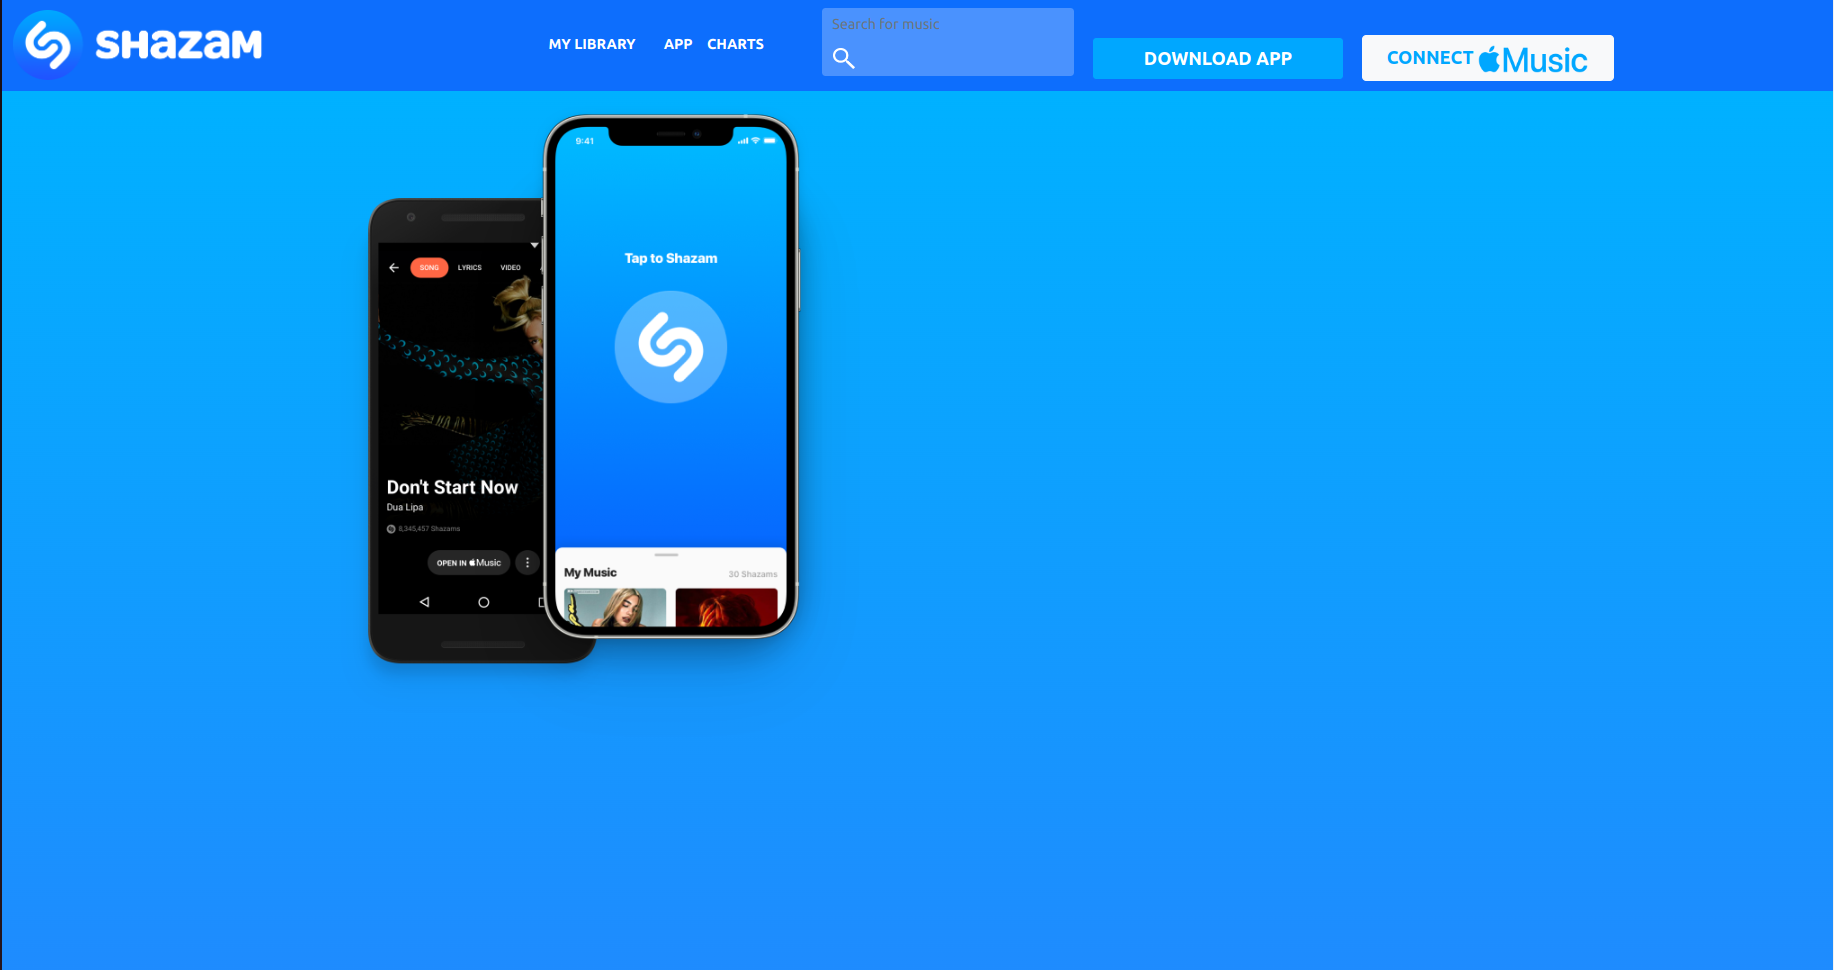 SHAZAM
MY LIBRARY APP CHARTS
Search for music
DOWNLOAD APP
CONNECT Music
9:41
Tap to Shazam
SONG LYRICS VIDEO
Don't Start Now
Dua Lipa
8,345,457 Shazams
OPEN IN Music
My Music
30 Shazams